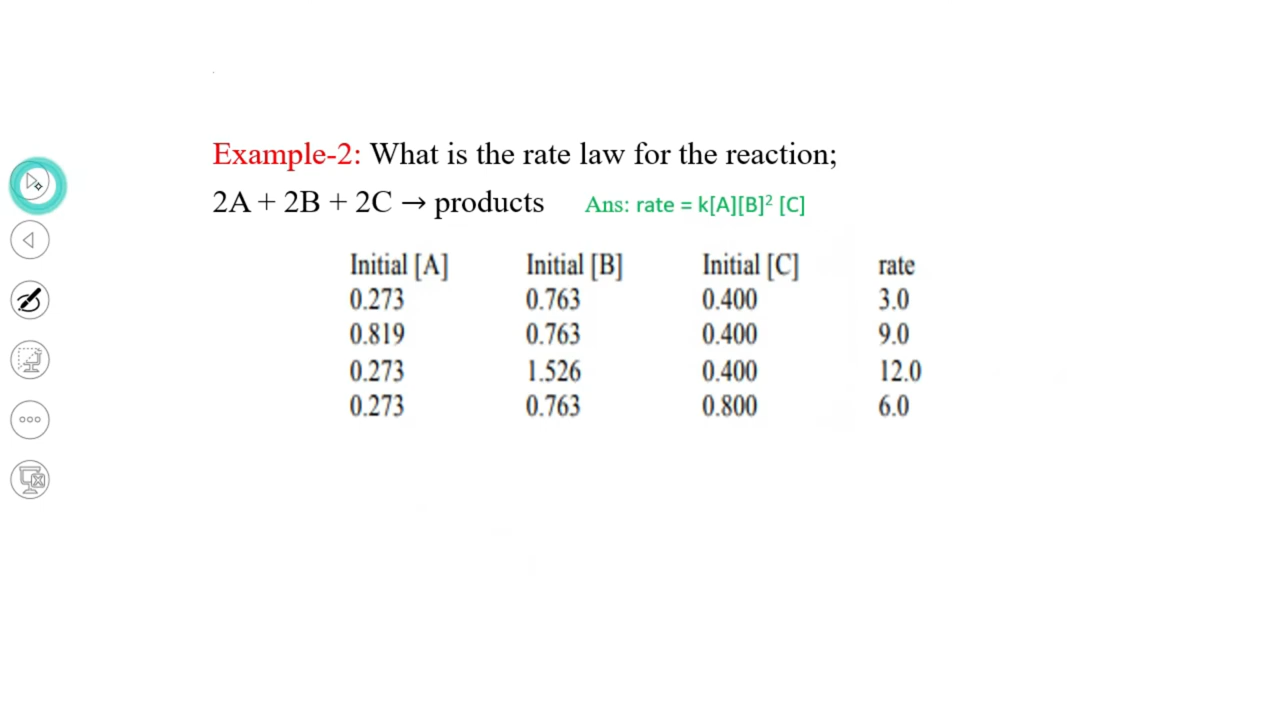 Example-2: What is the rate law for the reaction;
2A + 2B + 2C → products Ans: rate = k[A][B]² [C]
Initial [A] Initial [B] Initial [C] rate
0.273 0.763 0.400 3.0
0.819 0.763 0.400 9.0
0.273 1.526 0.400 12.0
0.273 0.763 0.800 6.0